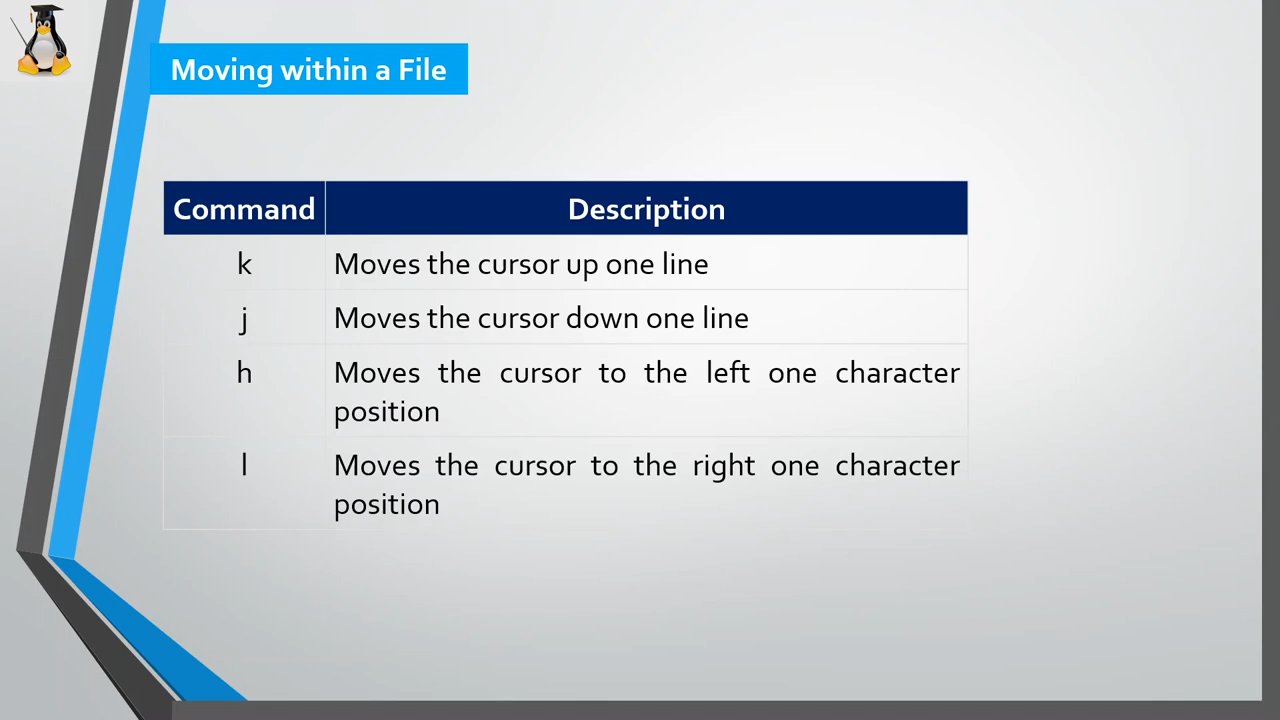 Moving within a File
Command Description
k Moves the cursor up one line
j Moves the cursor down one line
h Moves the cursor to the left one character
position
l Moves the cursor to the right one character
position